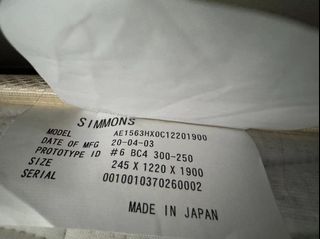 SIMMONS
MODEL AE1563HX0C12201900
DATE OF MFG 20-04-03
PROTOTYPE ID #6 BC4 300-250
SIZE 245 X 1220 X 1900
SERIAL 0010010370260002
MADE IN JAPAN